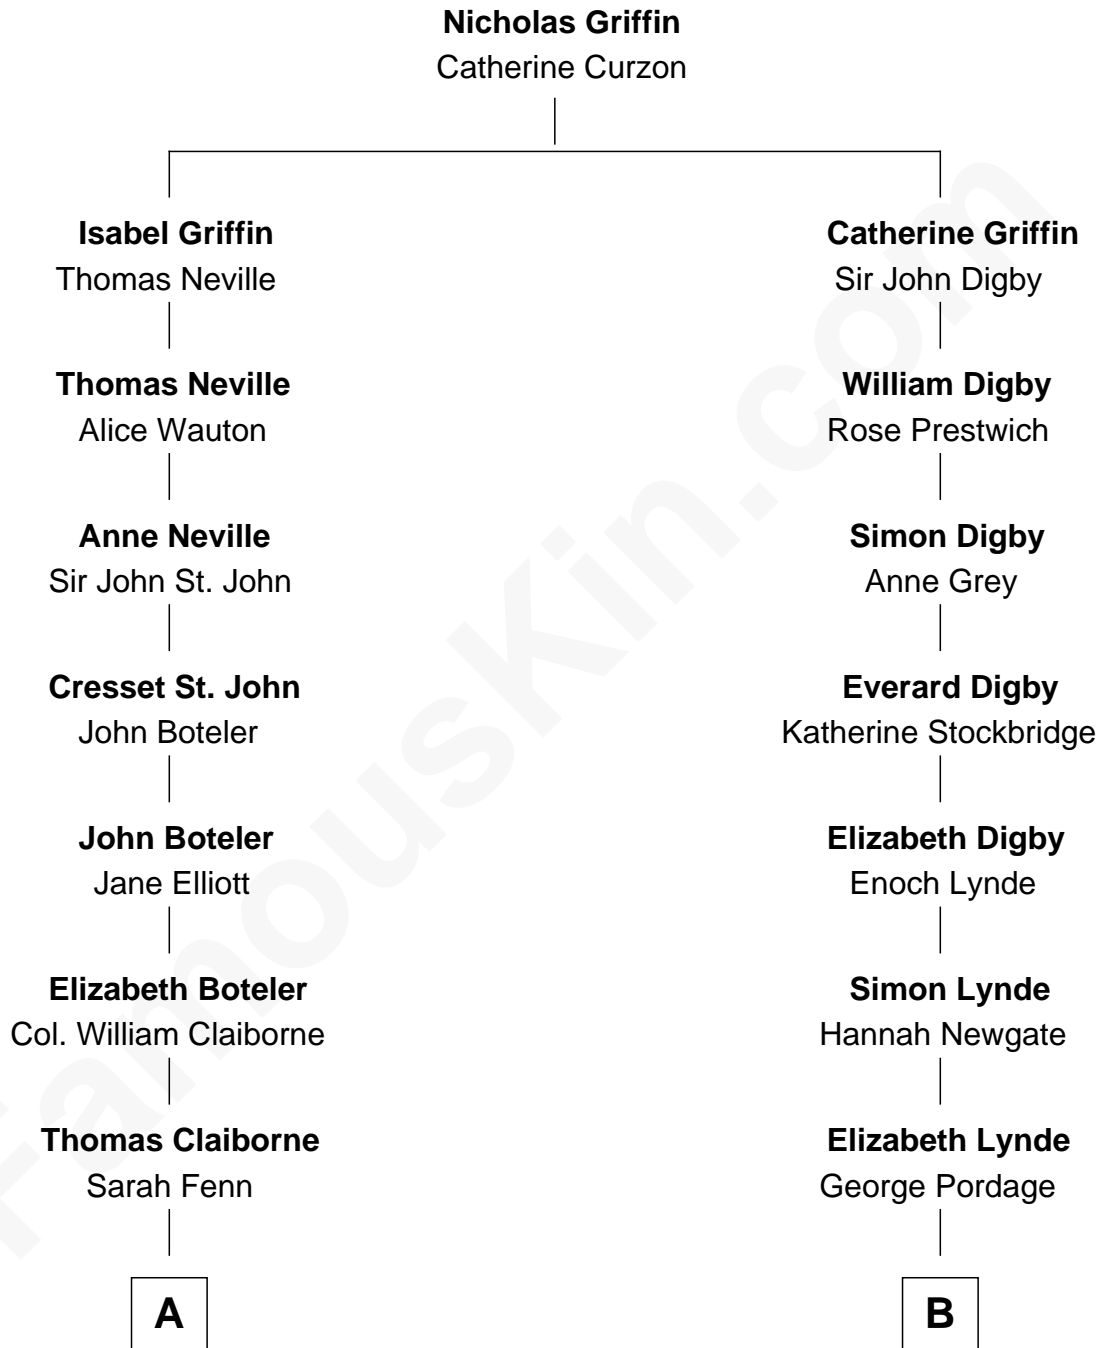 Nicholas Griffin
Catherine Curzon
Isabel Griffin
Thomas Neville
Catherine Griffin
Sir John Digby
Thomas Neville
Alice Wauton
William Digby
Rose Prestwich
Anne Neville
Sir John St. John
Simon Digby
Anne Grey
Cresset St. John
John Boteler
Everard Digby
Katherine Stockbridge
John Boteler
Jane Elliott
Elizabeth Digby
Enoch Lynde
Elizabeth Boteler
Col. William Claiborne
Simon Lynde
Hannah Newgate
Thomas Claiborne
Sarah Fenn
Elizabeth Lynde
George Pordage
A
B
FamousKin.com